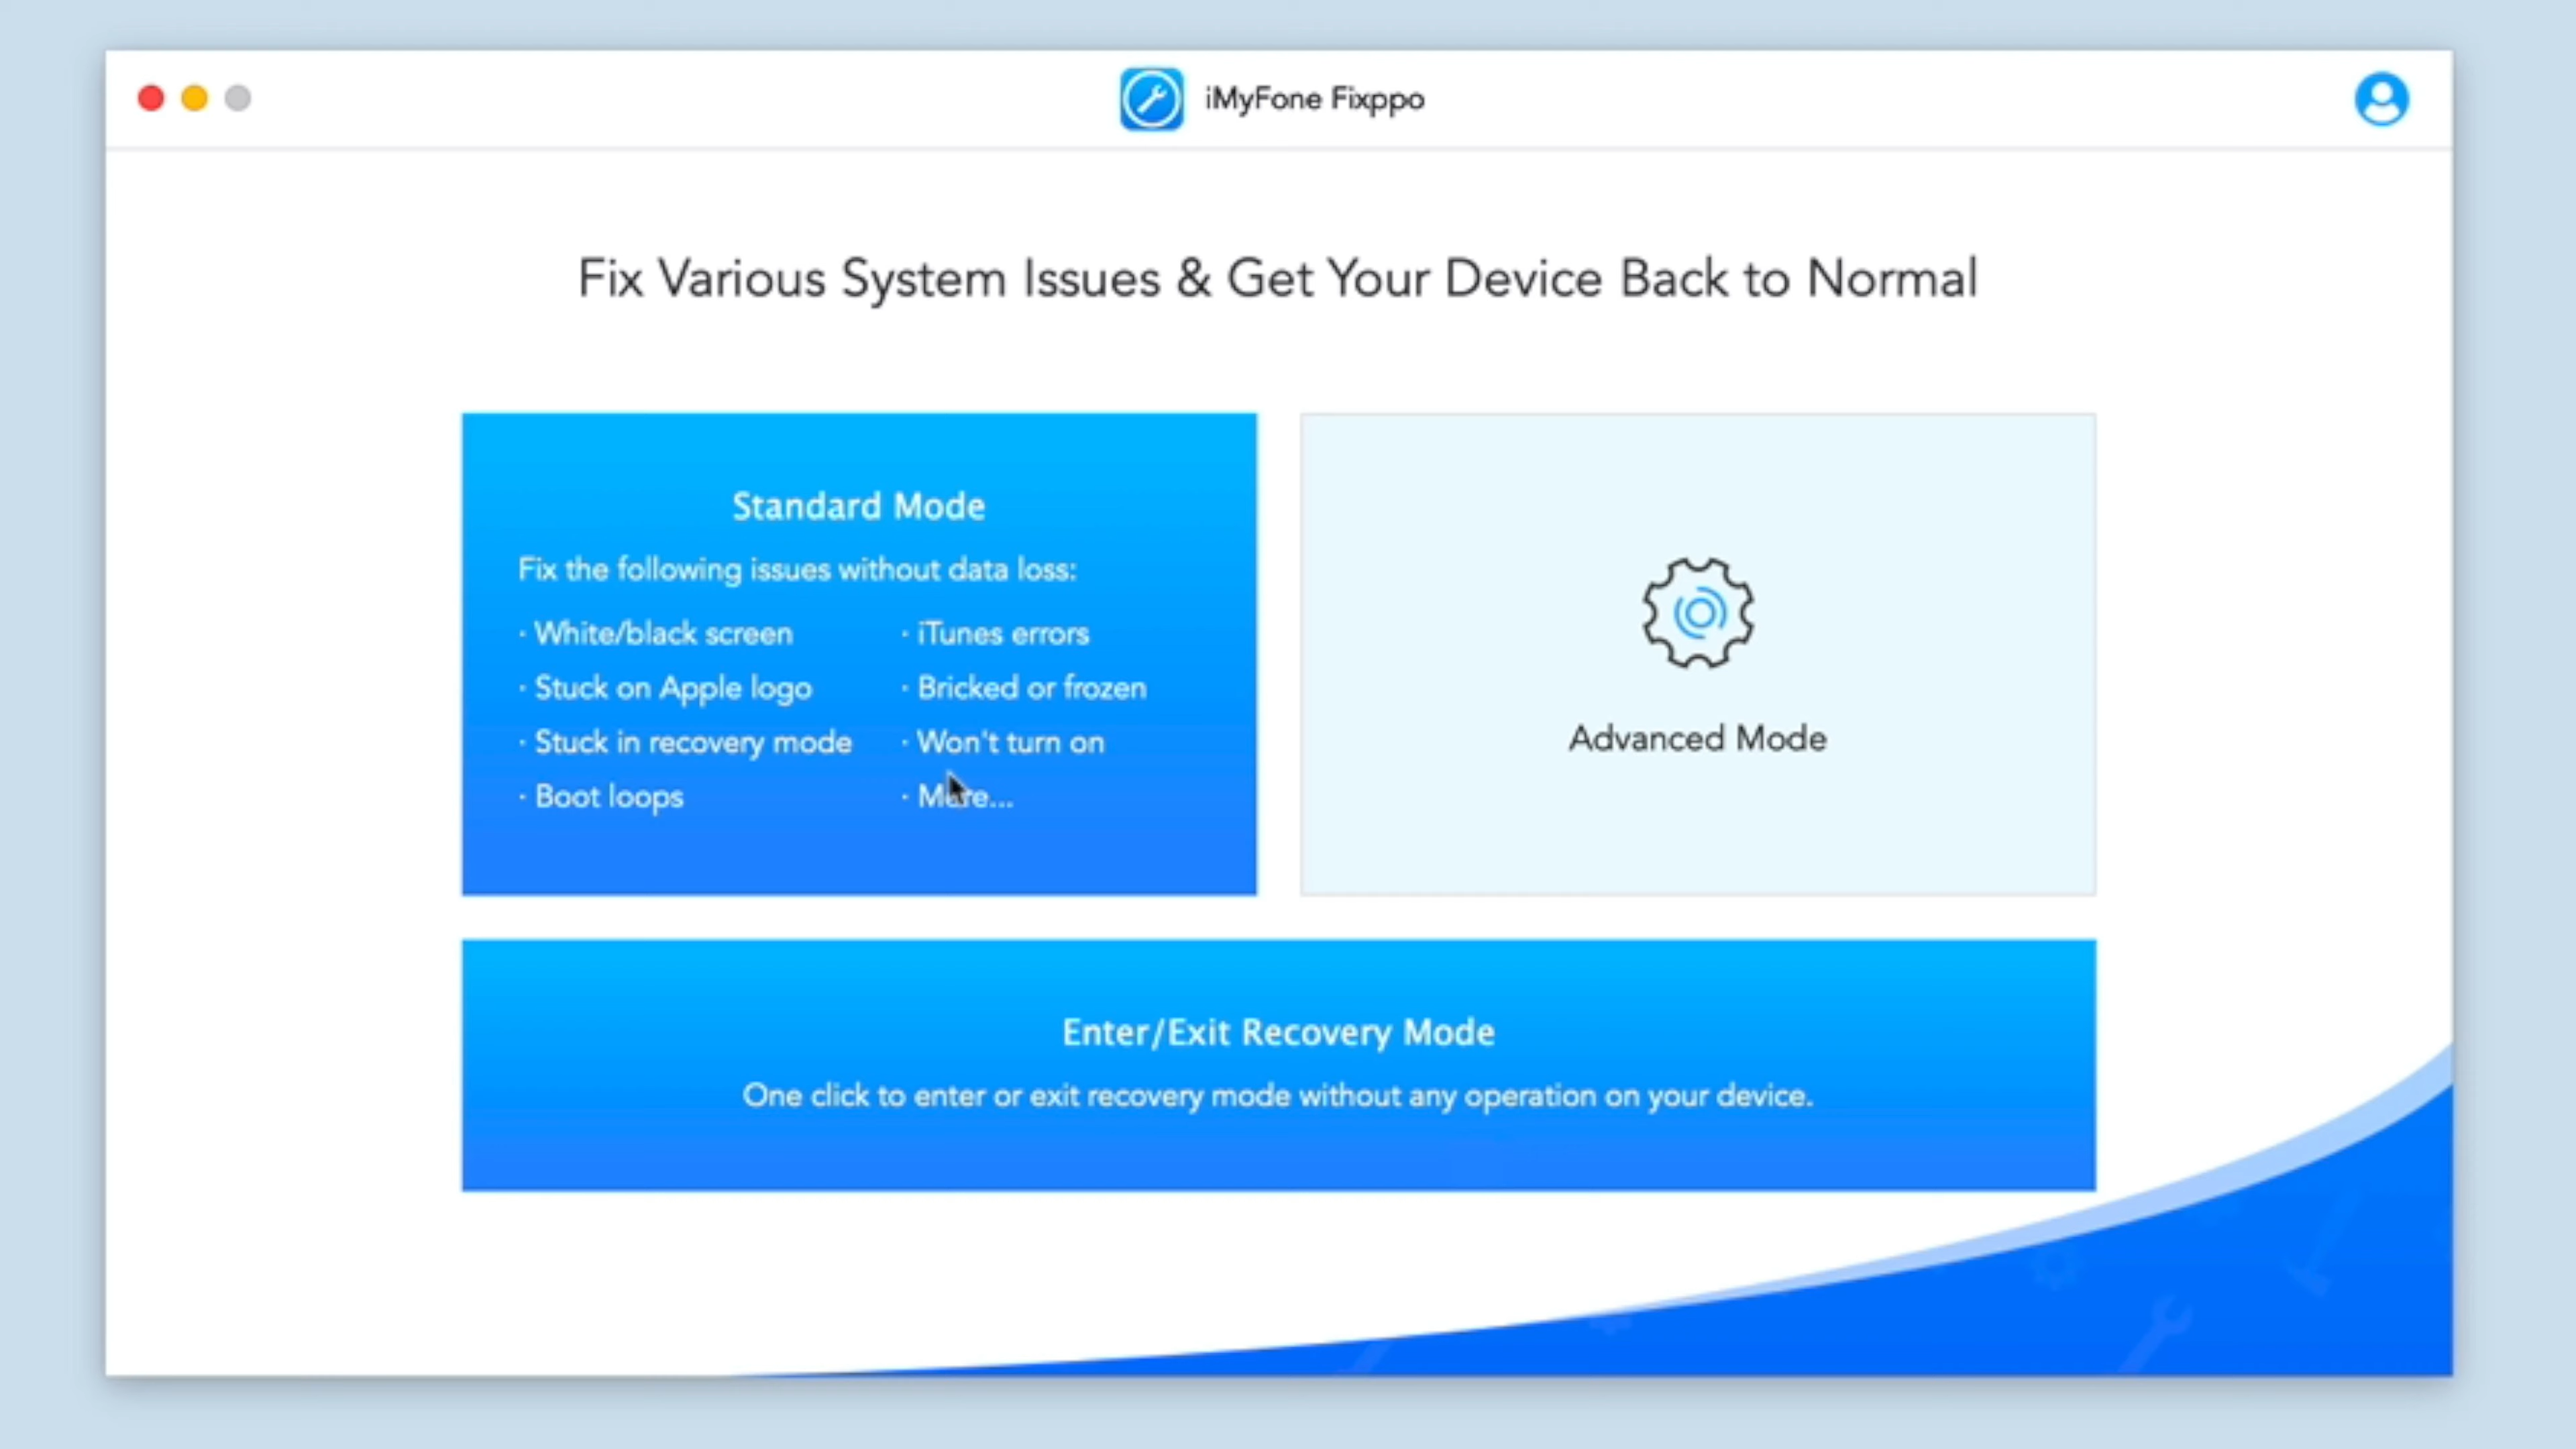 iMyFone Fixppo
Fix Various System Issues & Get Your Device Back to Normal
Standard Mode
Fix the following issues without data loss:
· White/black screen
· Stuck on Apple logo
· Stuck in recovery mode
· Boot loops
· iTunes errors
· Bricked or frozen
· Won't turn on
· More...
Advanced Mode
Enter/Exit Recovery Mode
One click to enter or exit recovery mode without any operation on your device.